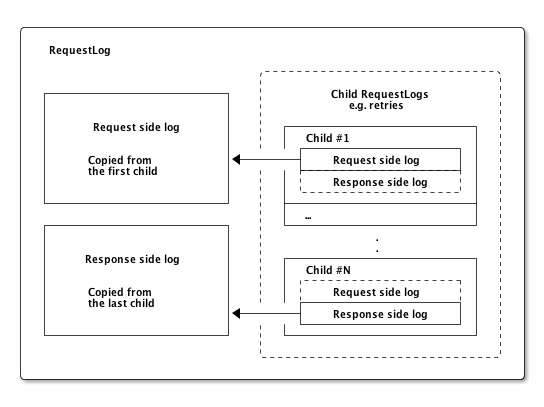 RequestLog
Request side log
Copied from
the first child
Response side log
Copied from
the last child
Child RequestLogs
e.g. retries
Child #1
Request side log
Response side log
...
Child #N
Request side log
Response side log